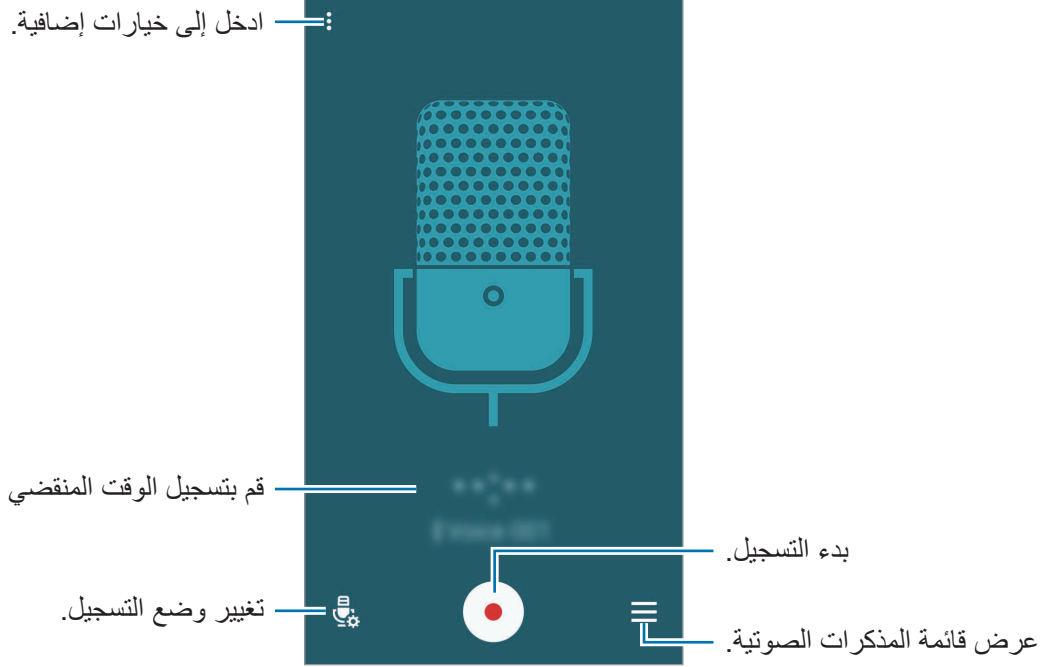 ادخل إلى خيارات إضافية.
قم بتسجيل الوقت المنقضي
بدء التسجيل.
تغيير وضع التسجيل.
عرض قائمة المذكرات الصوتية.